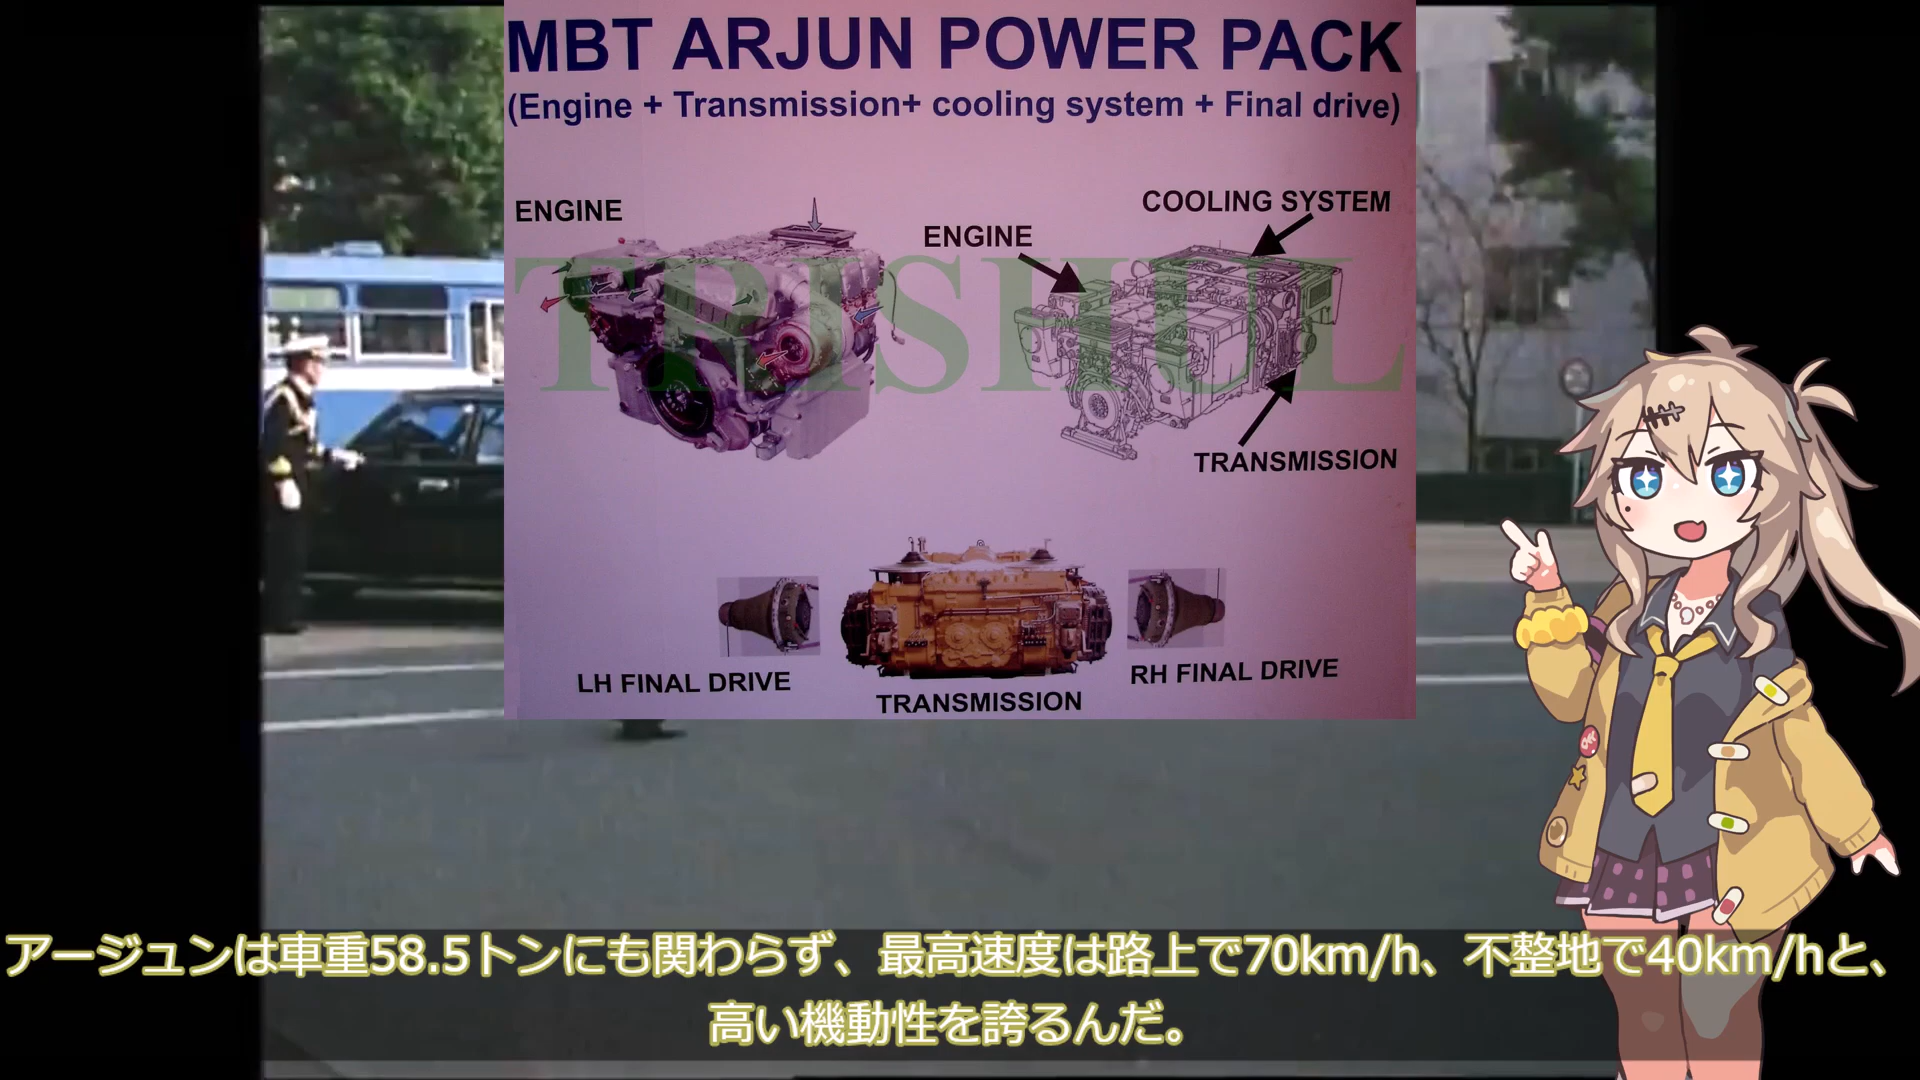 MBT ARJUN POWER PACK
(Engine + Transmission+ cooling system + Final drive)
ENGINE
ENGINE
COOLING SYSTEM
TRISHUL
TRANSMISSION
LH FINAL DRIVE
TRANSMISSION
RH FINAL DRIVE
アージュンは車重58.5トンにも関わらず、最高速度は路上で70km/h、不整地で40km/hと、
高い機動性を誇るんだ。